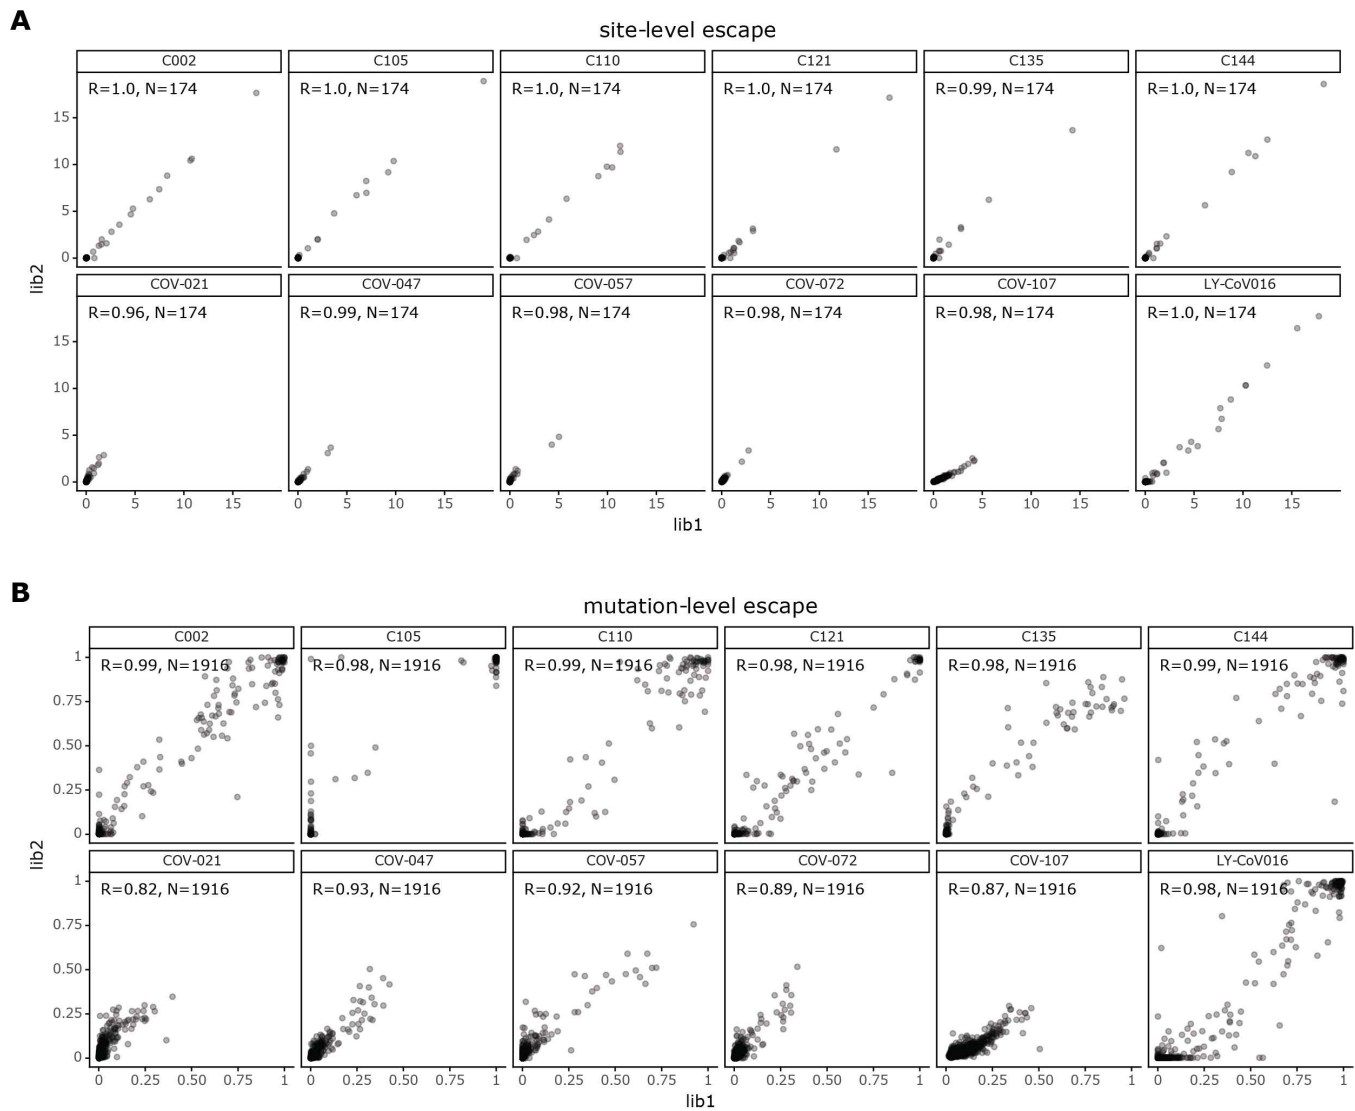 A
site-level escape
C002 C105 C110 C121 C135 C144
R=1.0, N=174 R=1.0, N=174 R=1.0, N=174 R=1.0, N=174 R=0.99, N=174 R=1.0, N=174
15
10
5
0
lib2
COV-021 COV-047 COV-057 COV-072 COV-107 LY-CoV016
R=0.96, N=174 R=0.99, N=174 R=0.98, N=174 R=0.98, N=174 R=0.98, N=174 R=1.0, N=174
15
10
5
0
0 5 10 15 0 5 10 15 0 5 10 15 0 5 10 15 0 5 10 15 0 5 10 15
lib1
B
mutation-level escape
C002 C105 C110 C121 C135 C144
R=0.99, N=1916 R=0.98, N=1916 R=0.99, N=1916 R=0.98, N=1916 R=0.98, N=1916 R=0.99, N=1916
1
0.75
0.50
0.25
0
lib2
COV-021 COV-047 COV-057 COV-072 COV-107 LY-CoV016
R=0.82, N=1916 R=0.93, N=1916 R=0.92, N=1916 R=0.89, N=1916 R=0.87, N=1916 R=0.98, N=1916
1
0.75
0.50
0.25
0
0 0.25 0.50 0.75 1 0 0.25 0.50 0.75 1 0 0.25 0.50 0.75 1 0 0.25 0.50 0.75 1 0 0.25 0.50 0.75 1 0 0.25 0.50 0.75 1
lib1